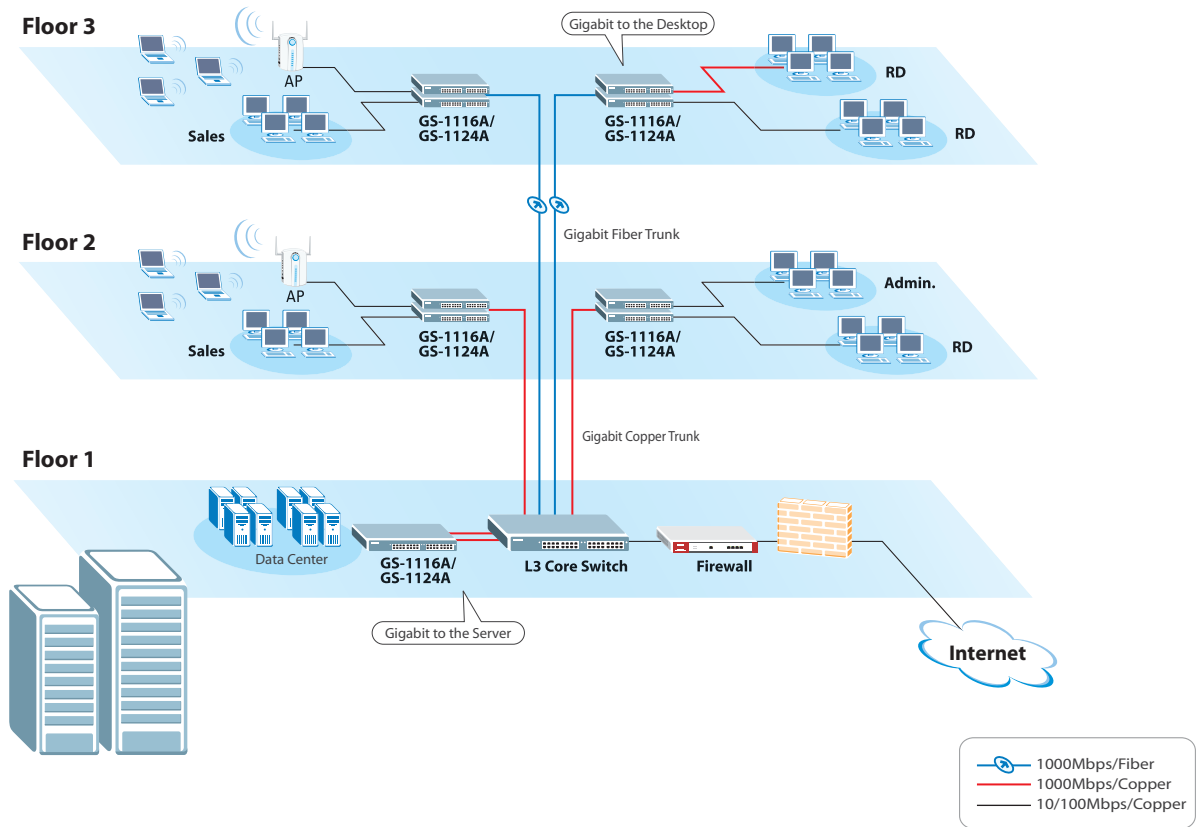 Floor 3
Gigabit to the Desktop
AP
RD
Sales
GS-1116A/
GS-1124A
GS-1116A/
GS-1124A
RD
Floor 2
Gigabit Fiber Trunk
AP
Admin.
Sales
GS-1116A/
GS-1124A
GS-1116A/
GS-1124A
RD
Gigabit Copper Trunk
Floor 1
Data Center
GS-1116A/
GS-1124A
L3 Core Switch
Firewall
Gigabit to the Server
Internet
1000Mbps/Fiber
1000Mbps/Copper
10/100Mbps/Copper